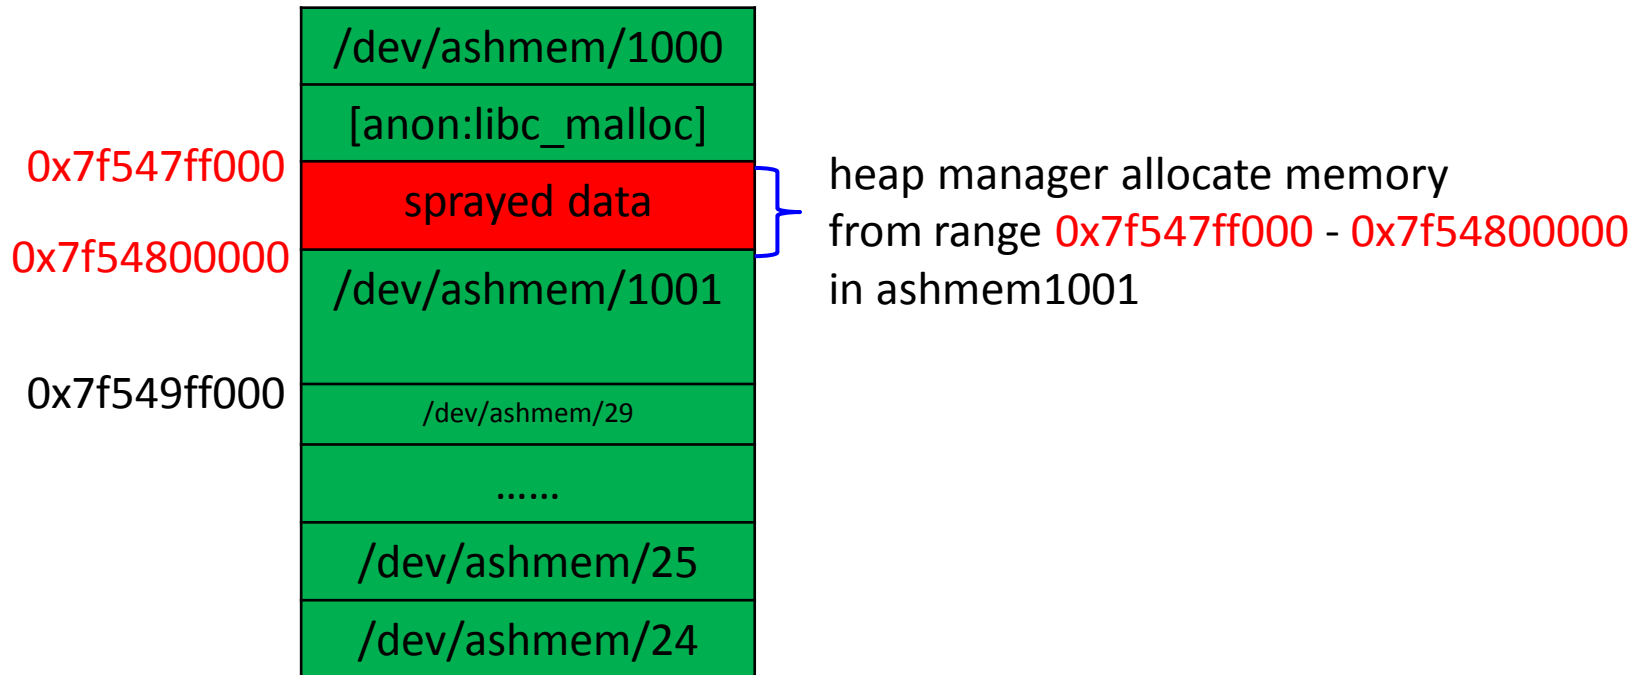 /dev/ashmem/1000
[anon:libc_malloc]
0x7f547ff000
sprayed data
0x7f54800000
/dev/ashmem/1001
0x7f549ff000
/dev/ashmem/29
......
/dev/ashmem/25
/dev/ashmem/24
heap manager allocate memory
from range 0x7f547ff000 - 0x7f54800000
in ashmem1001